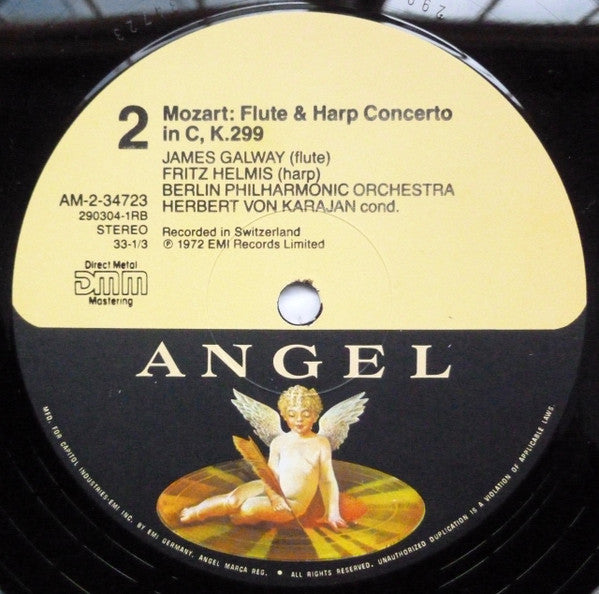 2
Mozart: Flute & Harp Concerto
in C, K.299
JAMES GALWAY (flute)
FRITZ HELMIS (harp)
BERLIN PHILHARMONIC ORCHESTRA
HERBERT VON KARAJAN cond.
AM-2-34723
290304-1RB
STEREO
33-1/3
Recorded in Switzerland
℗ 1972 EMI Records Limited
Direct Metal
DMM
Mastering
ANGEL
MFD. FOR CAPITOL INDUSTRIES-EMI INC. BY EMI GERMANY. ANGEL MARCA REG. • ALL RIGHTS RESERVED. UNAUTHORIZED DUPLICATION IS A VIOLATION OF APPLICABLE LAWS.